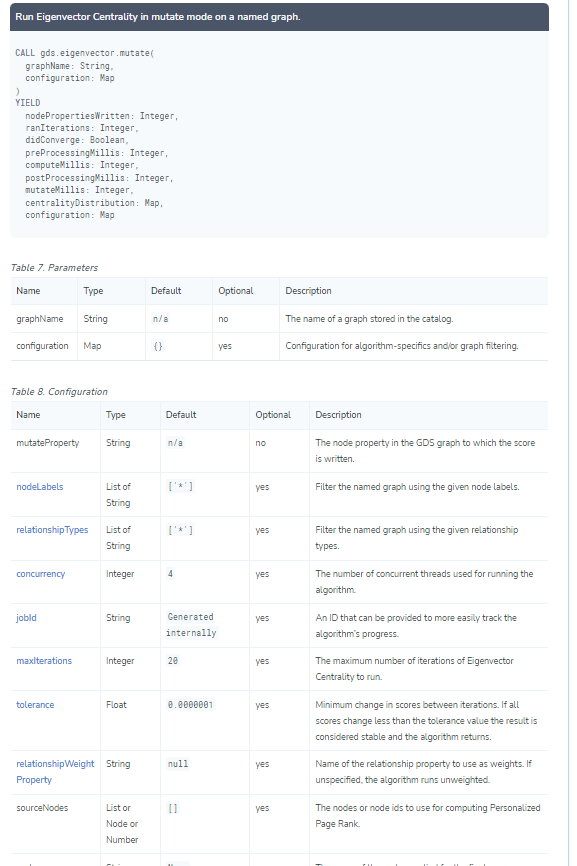 Run Eigenvector Centrality in mutate mode on a named graph.
CALL gds.eigenvector.mutate(
  graphName: String,
  configuration: Map
)
YIELD
  nodePropertiesWritten: Integer,
  ranIterations: Integer,
  didConverge: Boolean,
  preProcessingMillis: Integer,
  computeMillis: Integer,
  postProcessingMillis: Integer,
  mutateMillis: Integer,
  centralityDistribution: Map,
  configuration: Map
Table 7. Parameters
Name Type Default Optional Description
graphName String n/a no The name of a graph stored in the catalog.
configuration Map {} yes Configuration for algorithm-specifics and/or graph filtering.
Table 8. Configuration
Name Type Default Optional Description
mutateProperty String n/a no The node property in the GDS graph to which the score
is written.
nodeLabels List of ['*'] yes Filter the named graph using the given node labels.
String
relationshipTypes List of ['*'] yes Filter the named graph using the given relationship
String types.
concurrency Integer 4 yes The number of concurrent threads used for running the
algorithm.
jobId String Generated yes An ID that can be provided to more easily track the
internally algorithm's progress.
maxIterations Integer 20 yes The maximum number of iterations of Eigenvector
Centrality to run.
tolerance Float 0.0000001 yes Minimum change in scores between iterations. If all
scores change less than the tolerance value the result is
considered stable and the algorithm returns.
relationshipWeight String null yes Name of the relationship property to use as weights. If
Property unspecified, the algorithm runs unweighted.
sourceNodes List or [] yes The nodes or node ids to use for computing Personalized
Node or Page Rank.
Number